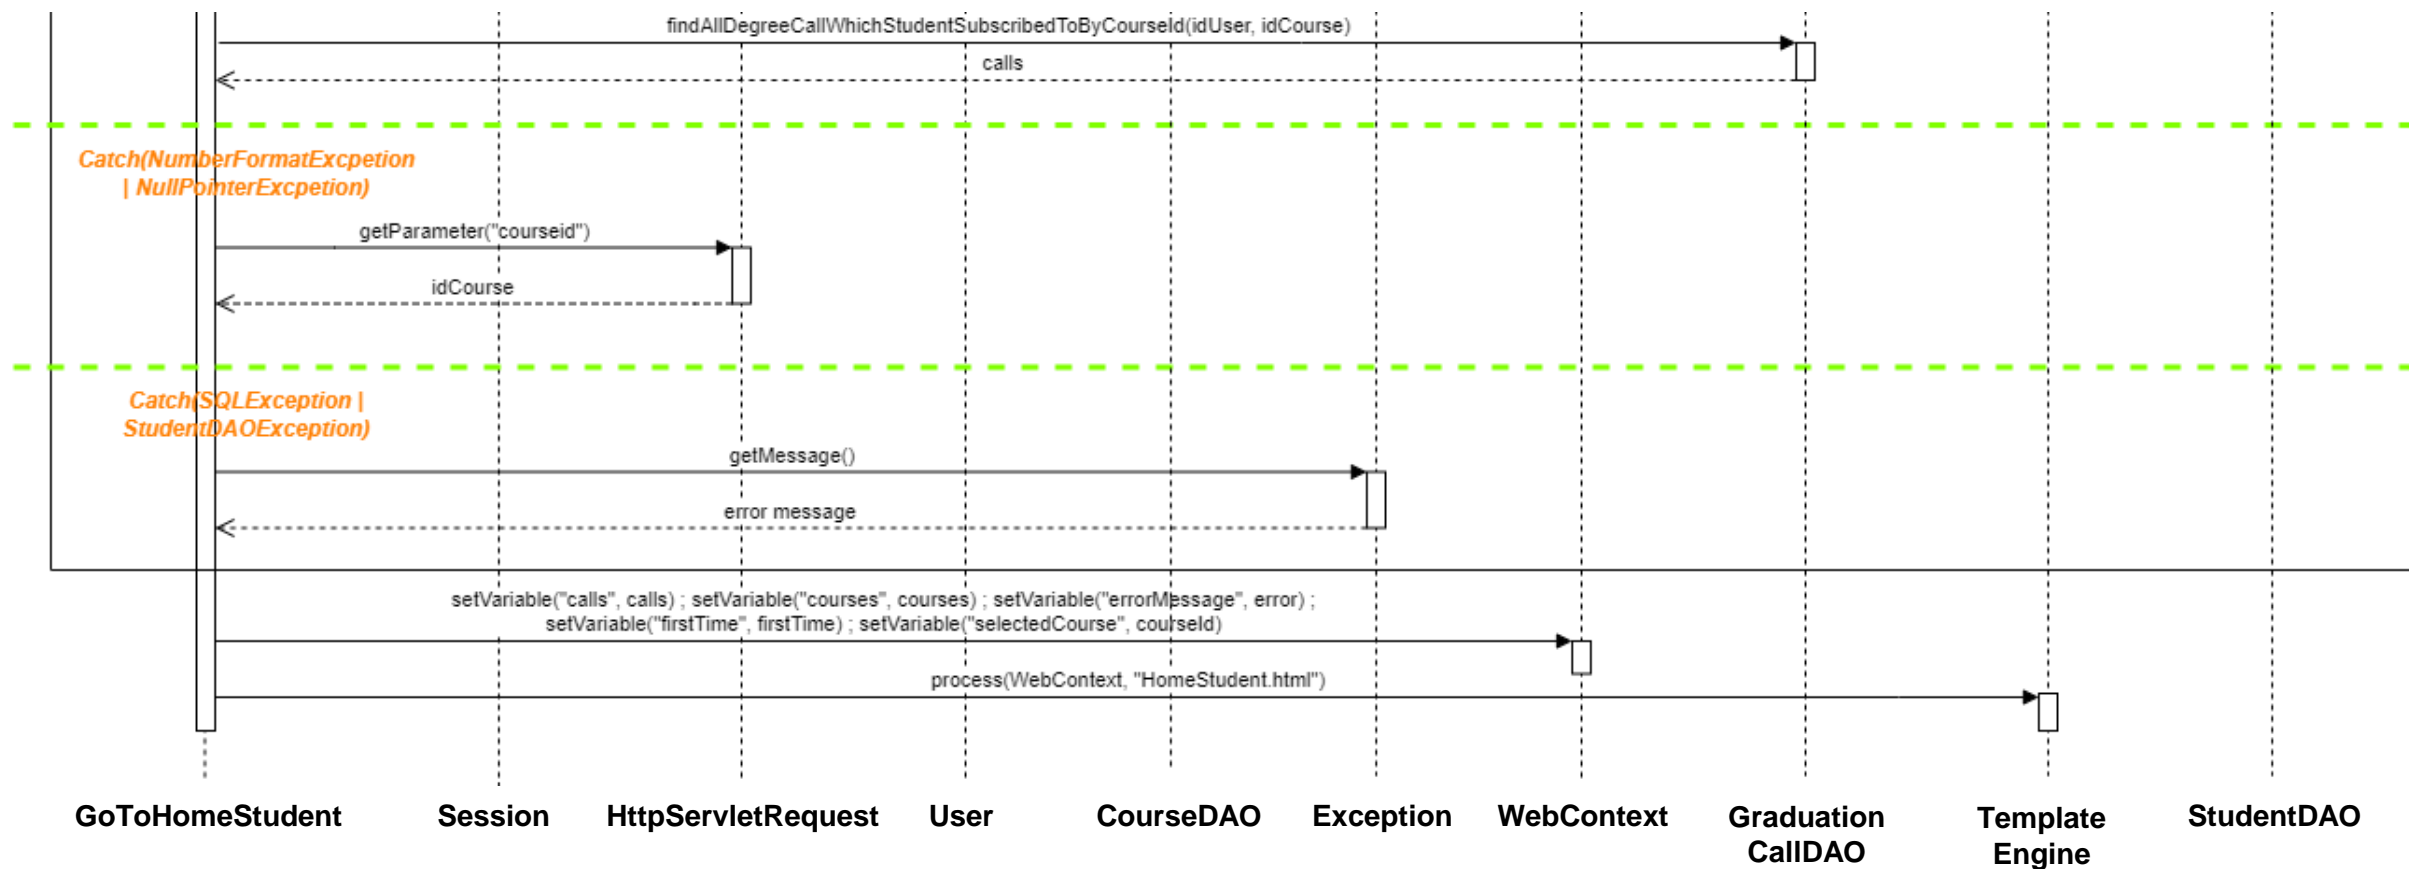 findAllDegreeCallWhichStudentSubscribedToByCourseId(idUser, idCourse)
calls
Catch(NumberFormatExcpetion
| NullPointerExcpetion)
getParameter("courseid")
idCourse
Catch(SQLException |
StudentDAOException)
getMessage()
error message
setVariable("calls", calls) ; setVariable("courses", courses) ; setVariable("errorMessage", error) ;
setVariable("firstTime", firstTime) ; setVariable("selectedCourse", courseId)
process(WebContext, "HomeStudent.html")
GoToHomeStudent
Session
HttpServletRequest
User
CourseDAO
Exception
WebContext
Graduation
CallDAO
Template
Engine
StudentDAO